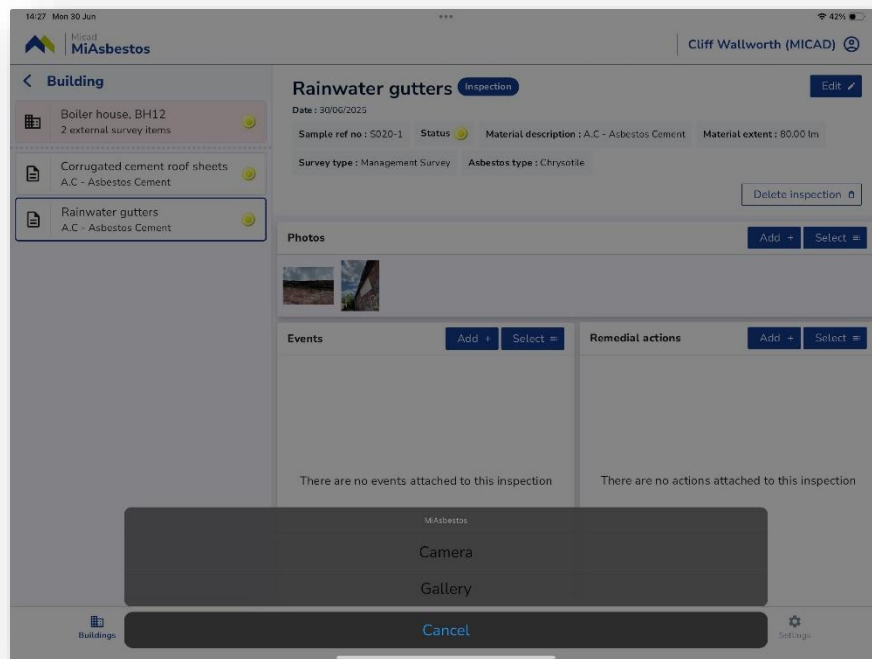 14:27 Mon 30 Jun
42%
Micad
MiAsbestos
Cliff Wallworth (MICAD)
Building
Boiler house, BH12
2 external survey items
Corrugated cement roof sheets
A.C - Asbestos Cement
Rainwater gutters
A.C - Asbestos Cement
Rainwater gutters Inspection
Edit
Date : 30/06/2025
Sample ref no : S020-1 Status Material description : A.C - Asbestos Cement Material extent : 80.00 lm
Survey type : Management Survey Asbestos type : Chrysotile
Delete inspection
Photos Add + Select
Events Add + Select
Remedial actions Add + Select
There are no events attached to this inspection
There are no actions attached to this inspection
MiAsbestos
Camera
Gallery
Cancel
Buildings
Settings